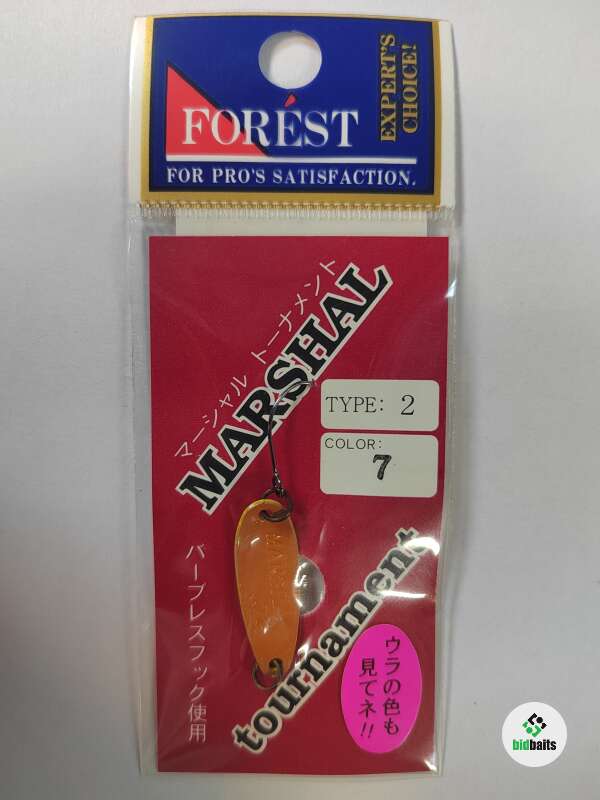 EXPERT'S
CHOICE!
FORÉST
FOR PRO'S SATISFACTION.
マーシャル トーナメント
MARSHAL
TYPE: 2
COLOR:
7
tournament
バーブレスフック使用
ウラの色も
見てネ!!
bidbaits